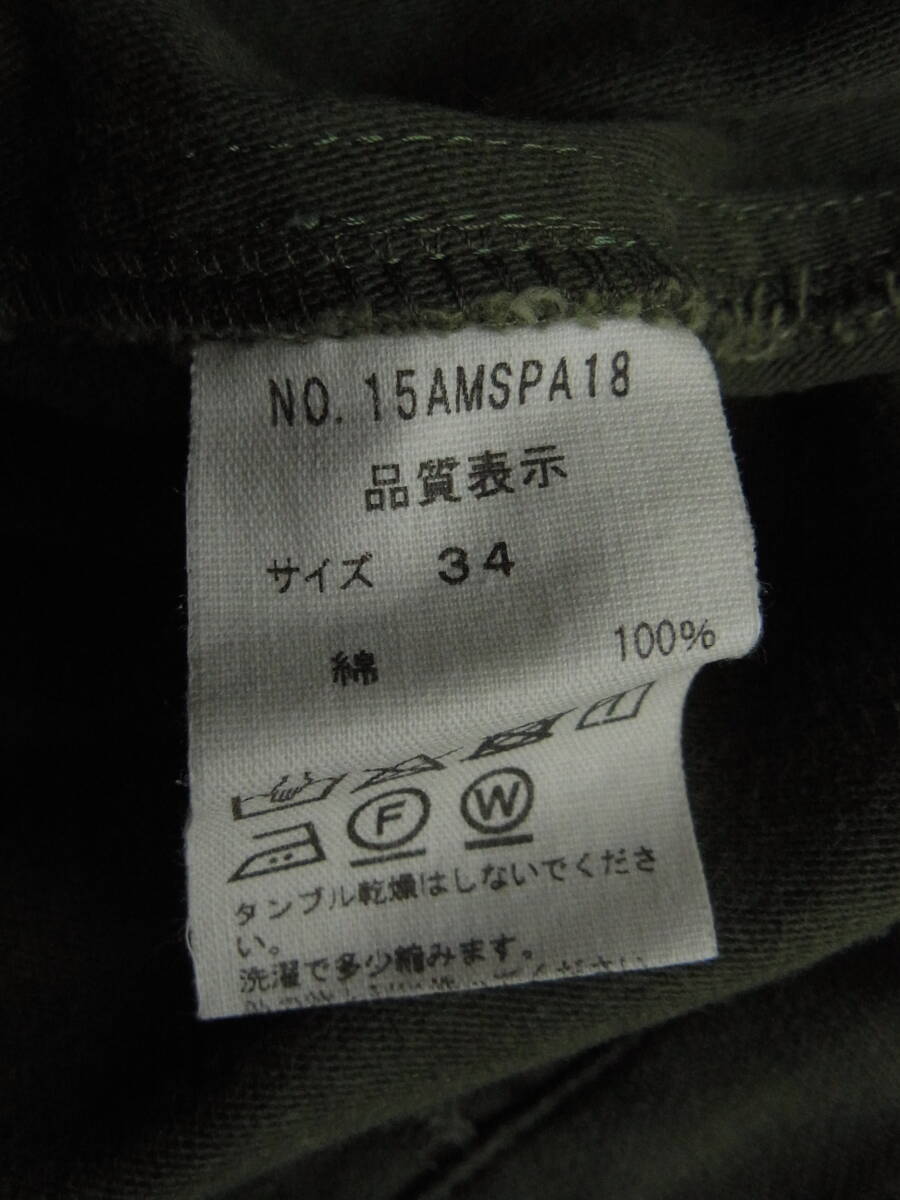 NO. 15AMSPA18
品質表示
サイズ 34
綿 100%
F W
タンブル乾燥はしないでくださ
い。
洗濯で多少縮みます。